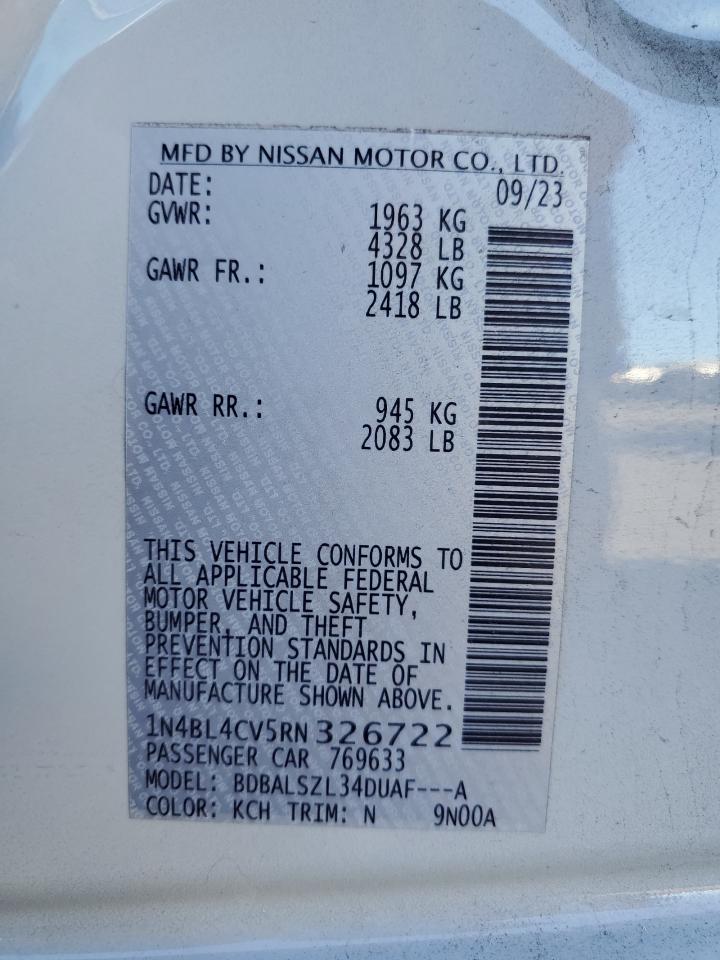 MFD BY NISSAN MOTOR CO., LTD.
DATE: 09/23
GVWR: 1963 KG
4328 LB
GAWR FR.: 1097 KG
2418 LB
GAWR RR.: 945 KG
2083 LB
THIS VEHICLE CONFORMS TO
ALL APPLICABLE FEDERAL
MOTOR VEHICLE SAFETY,
BUMPER, AND THEFT
PREVENTION STANDARDS IN
EFFECT ON THE DATE OF
MANUFACTURE SHOWN ABOVE.
1N4BL4CV5RN326722
PASSENGER CAR 769633
MODEL: BDBALSZL34DUAF---A
COLOR: KCH TRIM: N 9N00A